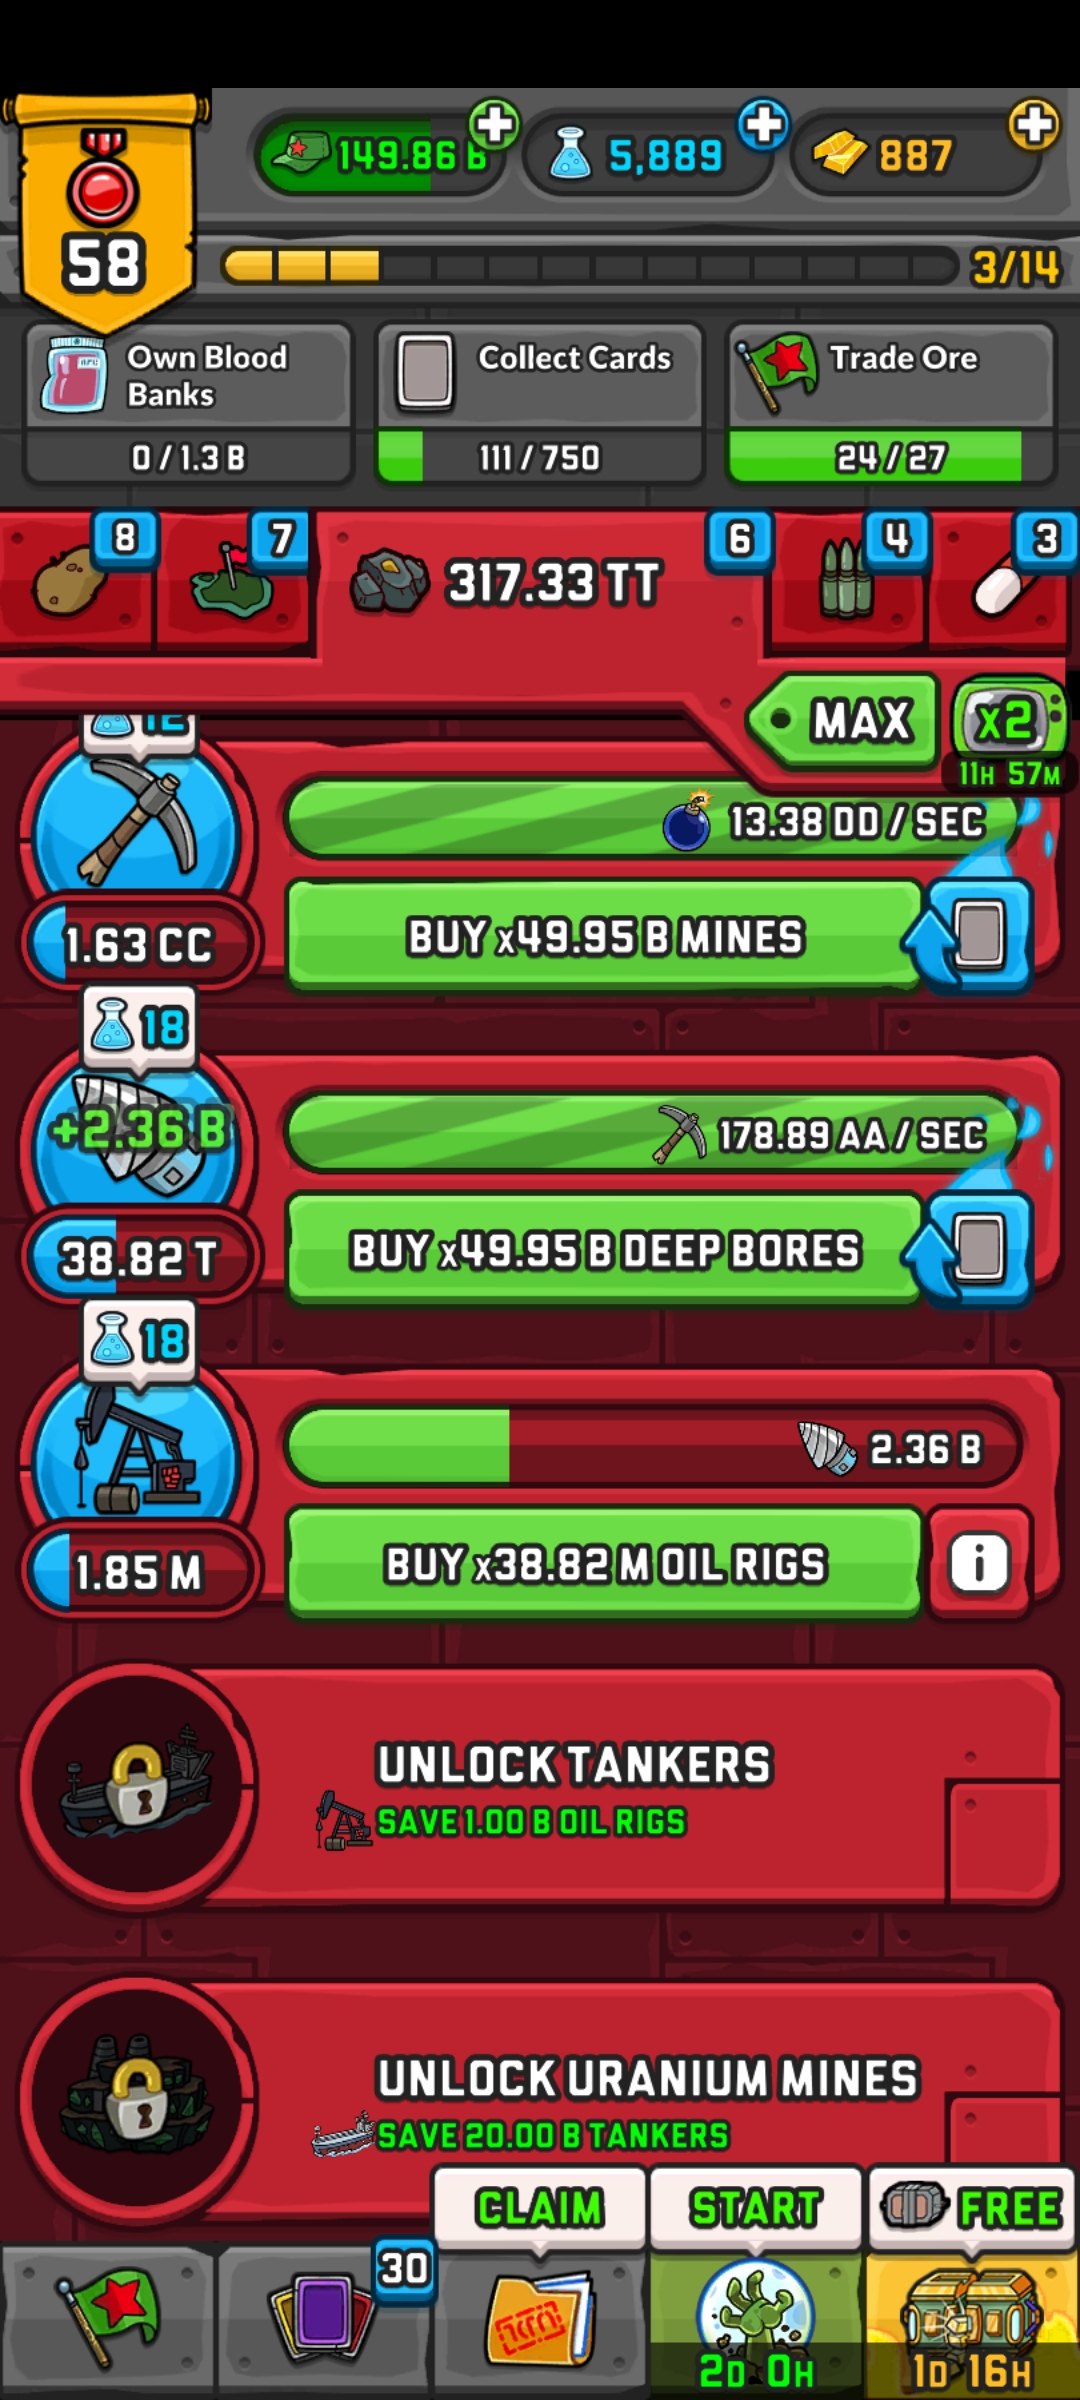 149.86 B
5,889
887
58
3/14
Own Blood Banks
0 / 1.3 B
Collect Cards
111 / 750
Trade Ore
24 / 27
8
7
317.33 TT
6
4
3
MAX
x2
11H 57M
12
13.38 DD / SEC
1.63 CC
BUY x49.95 B MINES
18
+2.36 B
178.89 AA / SEC
38.82 T
BUY x49.95 B DEEP BORES
18
2.36 B
1.85 M
BUY x38.82 M OIL RIGS
i
UNLOCK TANKERS
SAVE 1.00 B OIL RIGS
UNLOCK URANIUM MINES
SAVE 20.00 B TANKERS
CLAIM
START
FREE
30
2D 0H
1D 16H